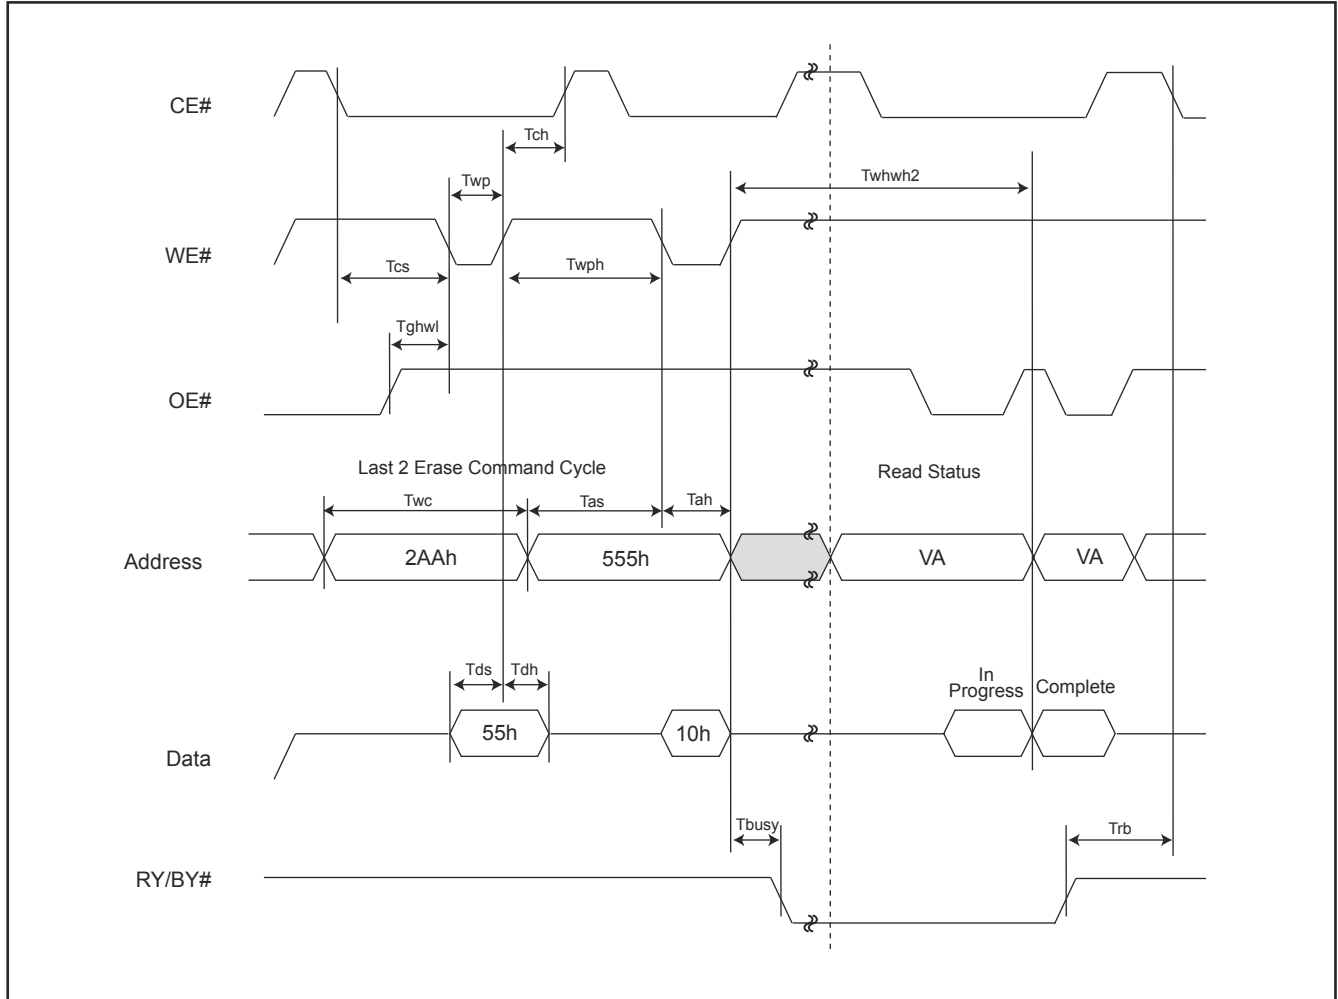 CE#
Tch
Twp
Twhwh2
WE#
Tcs
Twph
Tghwl
OE#
Last 2 Erase Command Cycle
Read Status
Twc
Tas
Tah
Address
2AAh
555h
VA
VA
Tds
Tdh
In
Progress
Complete
55h
10h
Data
Tbusy
Trb
RY/BY#